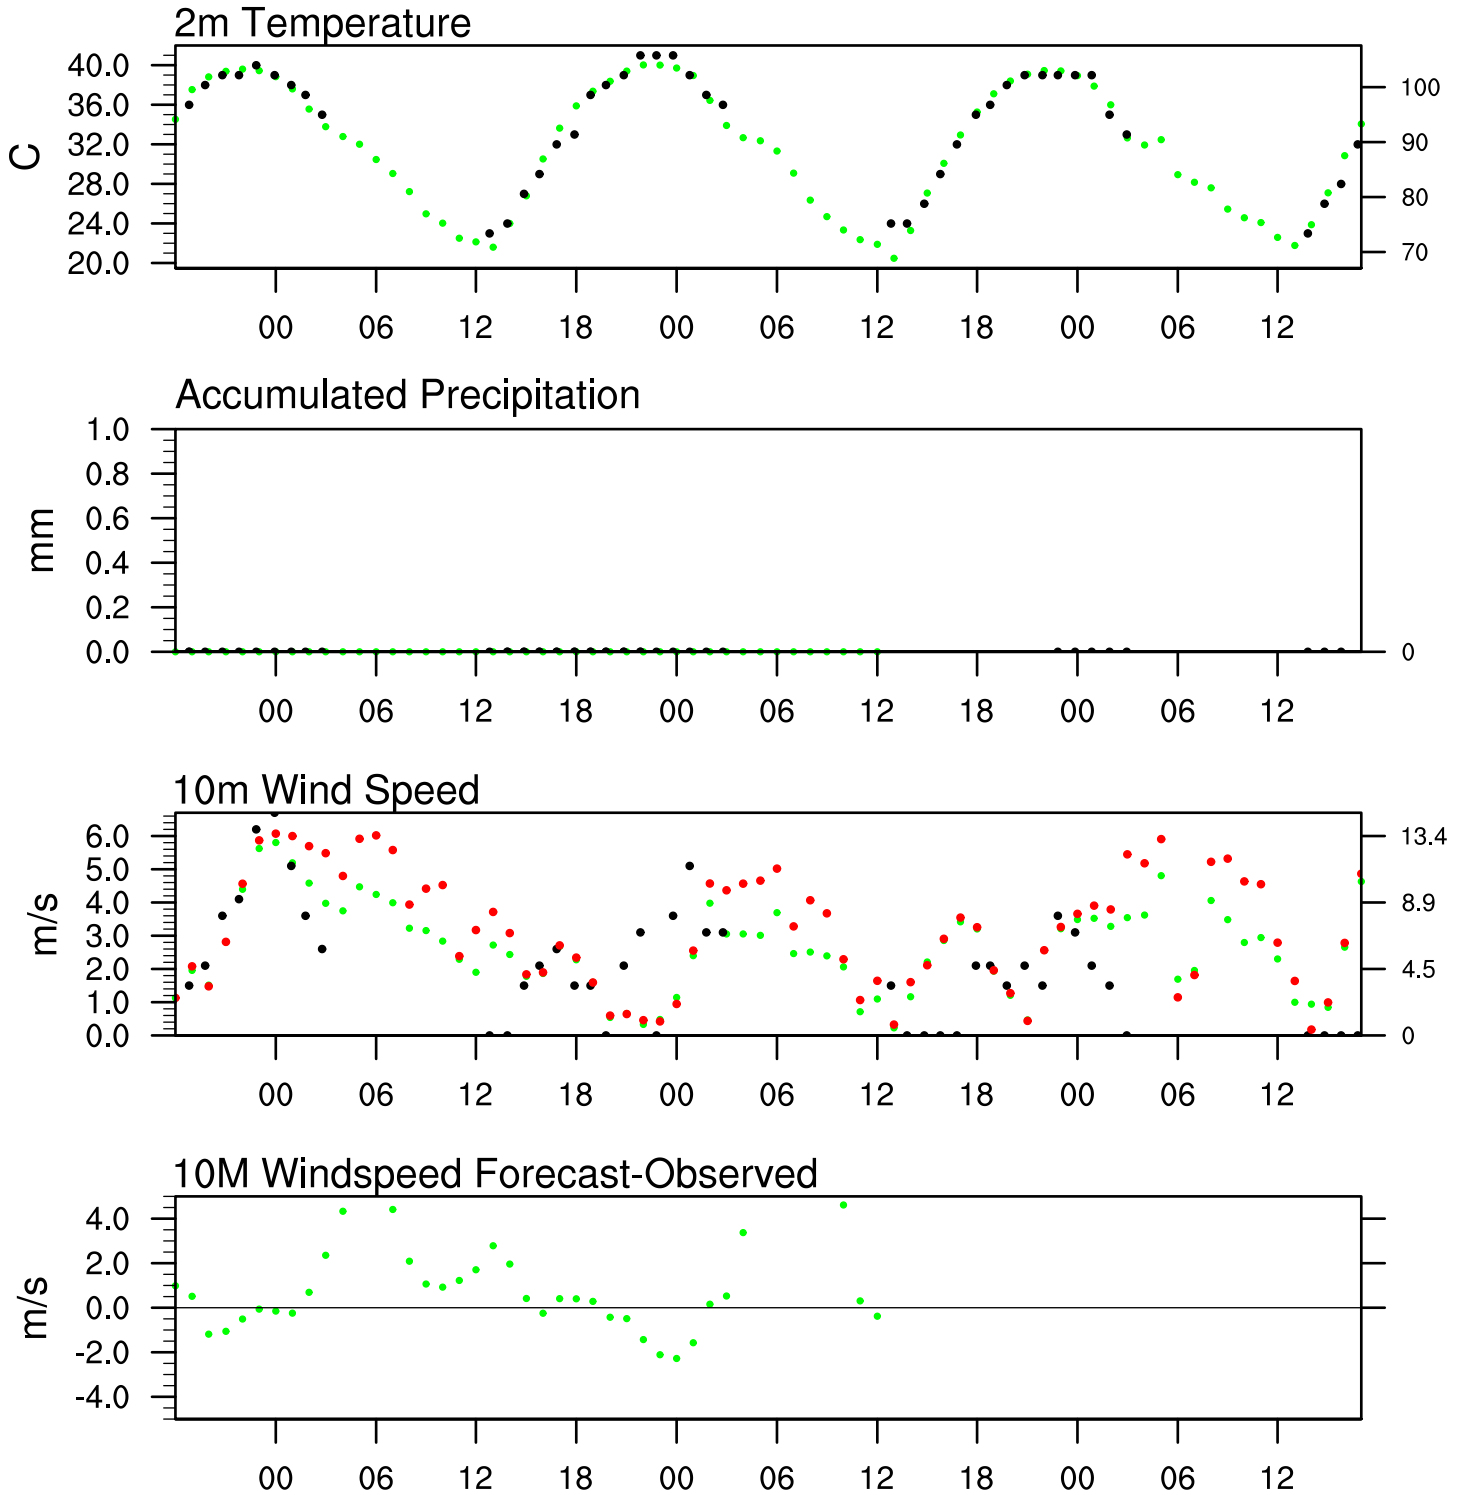 2m Temperature
40.0
36.0
32.0
28.0
24.0
20.0
C
100
90
80
70
00 06 12 18 00 06 12 18 00 06 12
Accumulated Precipitation
1.0
0.8
0.6
0.4
0.2
0.0
mm
0
00 06 12 18 00 06 12 18 00 06 12
10m Wind Speed
6.0
5.0
4.0
3.0
2.0
1.0
0.0
m/s
13.4
8.9
4.5
0
00 06 12 18 00 06 12 18 00 06 12
10M Windspeed Forecast-Observed
4.0
2.0
0.0
-2.0
-4.0
m/s
00 06 12 18 00 06 12 18 00 06 12